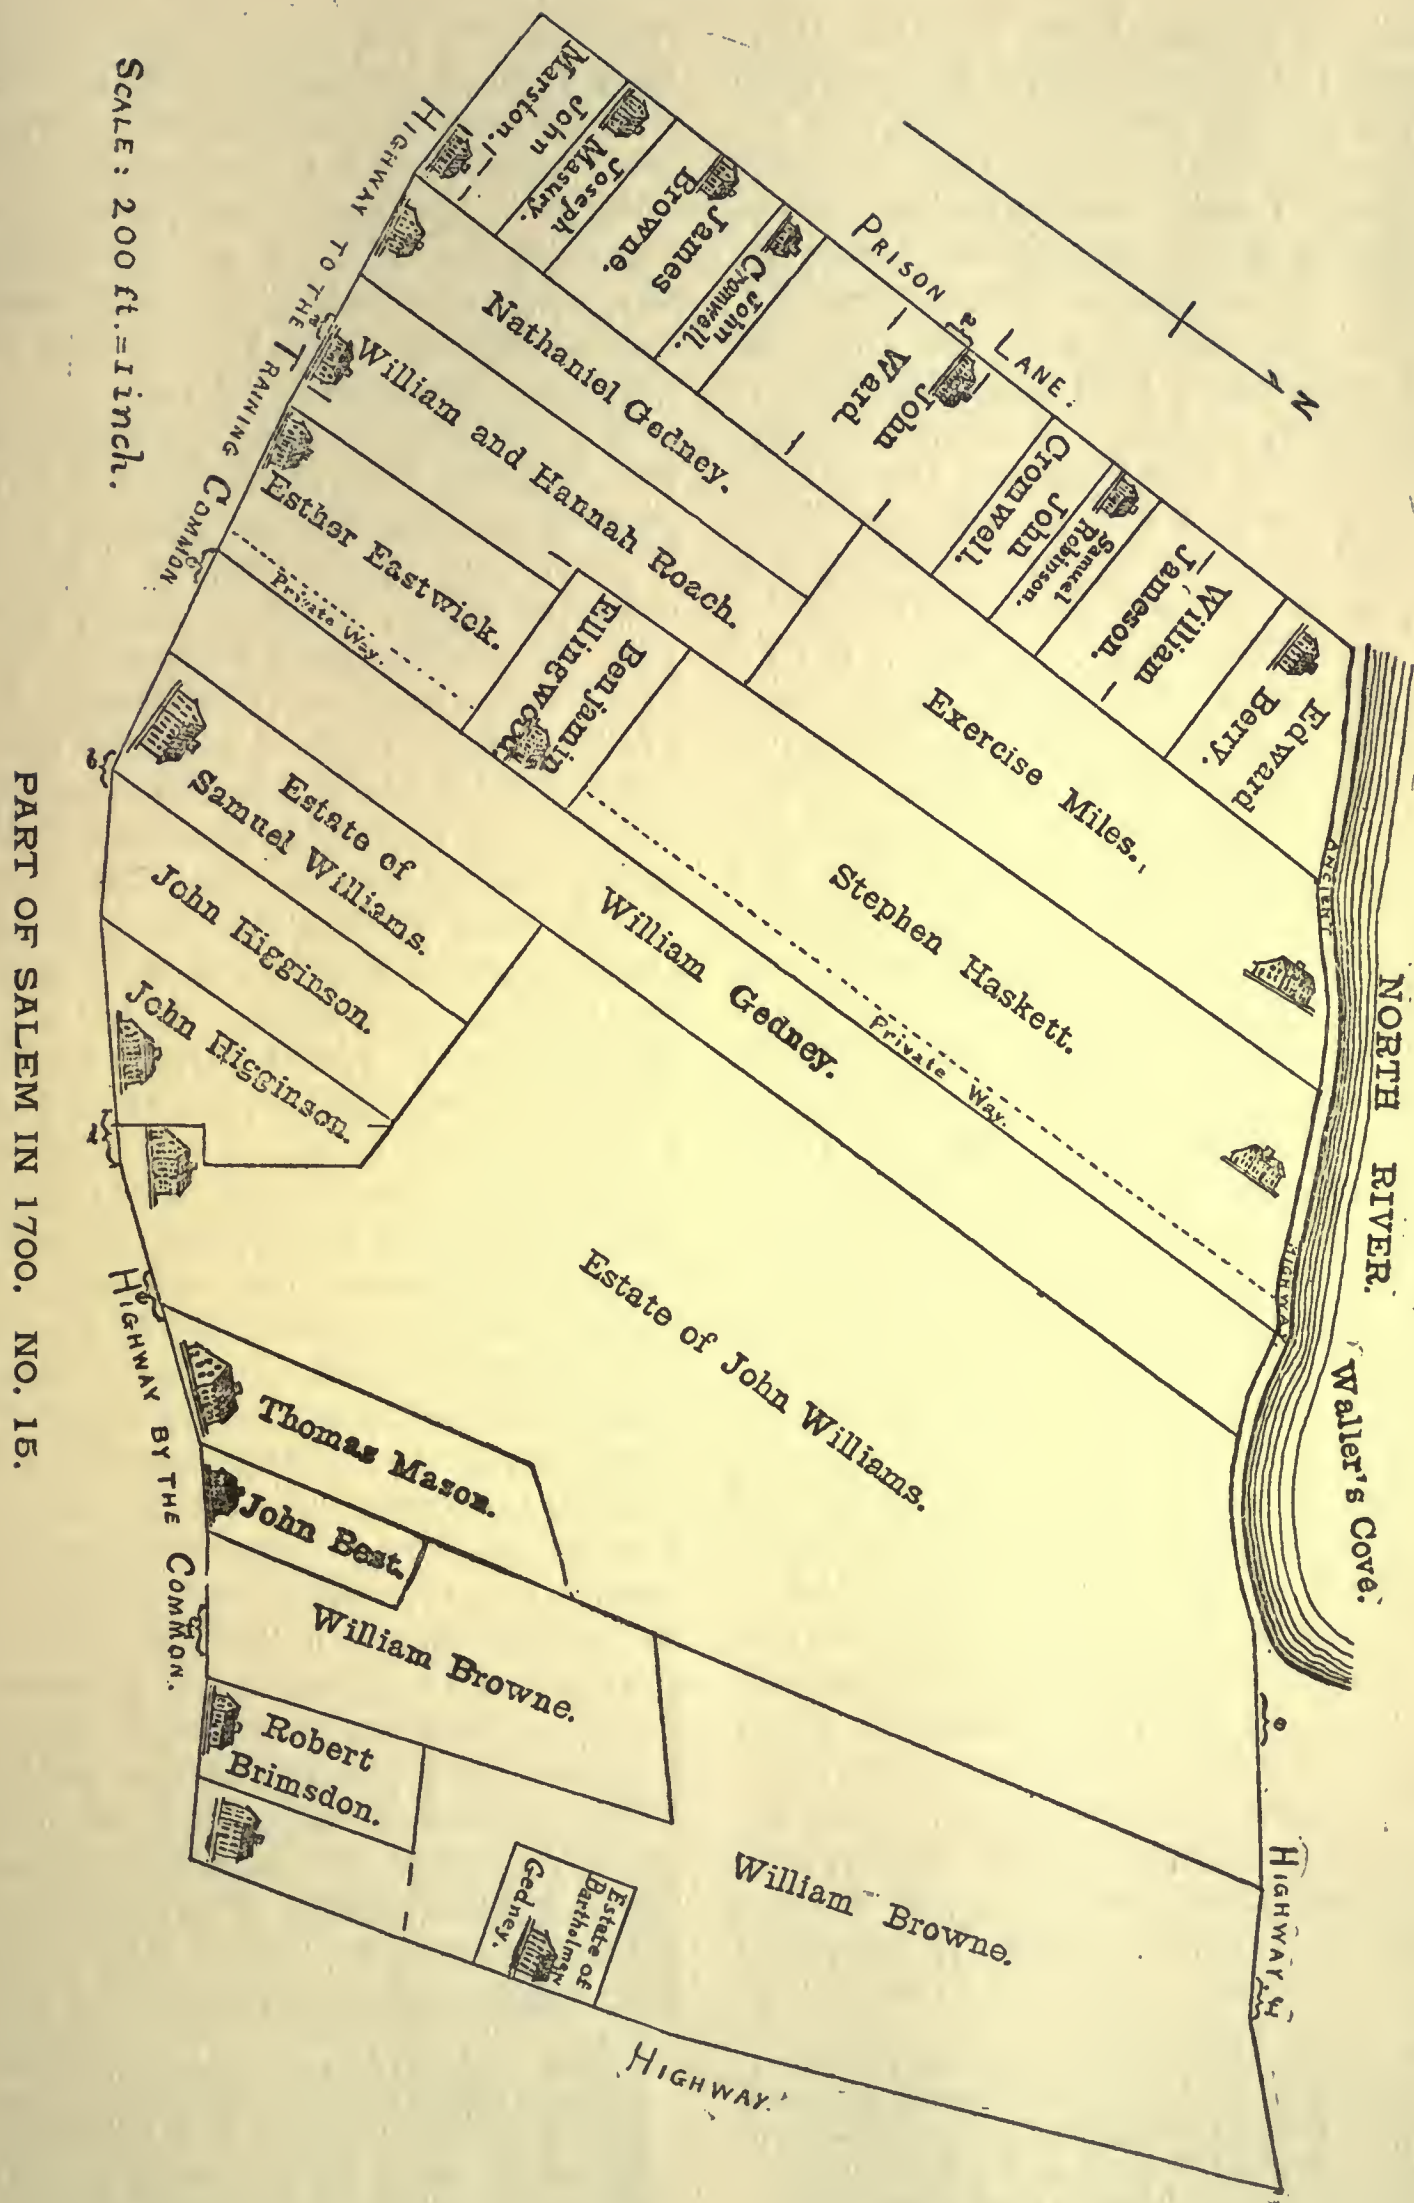 PART OF SALEM IN 1700. NO. 15.
SCALE: 200 ft. = 1 inch.
N
NORTH RIVER.
Waller's Cove.
ANCIENT HIGHWAY.
PRISON LANE.
a
HIGHWAY TO THE TRAINING COMMON
a
c
b
d
HIGHWAY BY THE COMMON.
e
HIGHWAY.
HIGHWAY.
e
f
John
Marston.
Joseph
Masury.
James
Browne.
John
Cromwell.
John
Ward.
John
Cromwell.
Samuel
Robinson.
William
Jameson.
Edward
Berry.
Nathaniel Gedney.
William and Hannah Roach.
Esther Eastwick.
Private Way.
Benjamin
Ellingwood.
Exercise Miles.
Stephen Haskett.
Private Way.
William Gedney.
Estate of
Samuel Williams.
John Higginson.
John Higginson.
Estate of John Williams.
Thomas Mason.
John Best.
William Browne.
Robert
Brimsdon.
Estate of
Bartholmew
Gedney.
William Browne.